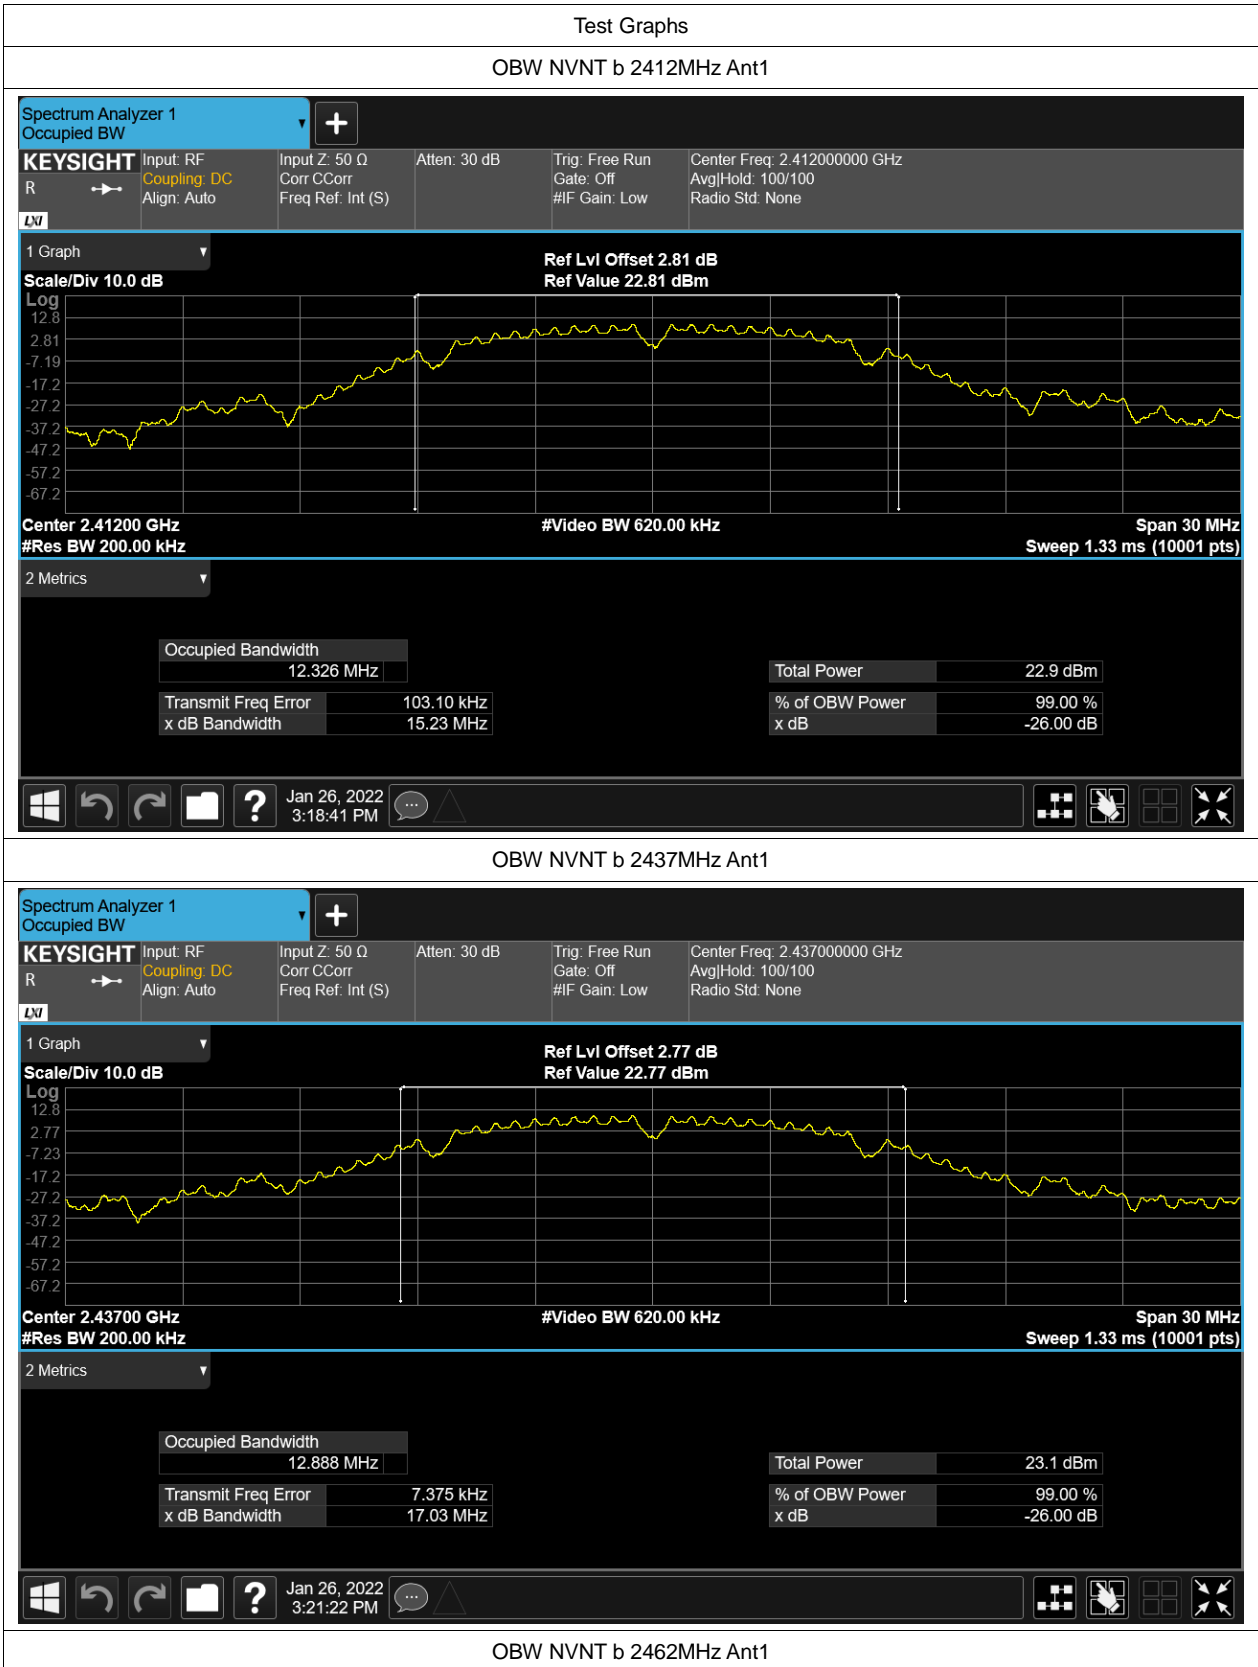 Test Graphs
OBW NVNT b 2412MHz Ant1
Spectrum Analyzer 1
Occupied BW
KEYSIGHT Input: RF Input Z: 50 Ω Atten: 30 dB Trig: Free Run Center Freq: 2.412000000 GHz
R Coupling: DC Corr CCorr Gate: Off Avg|Hold: 100/100
Align: Auto Freq Ref: Int (S) #IF Gain: Low Radio Std: None
LXI
1 Graph
Ref Lvl Offset 2.81 dB
Scale/Div 10.0 dB Ref Value 22.81 dBm
Log
12.8
2.81
-7.19
-17.2
-27.2
-37.2
-47.2
-57.2
-67.2
Center 2.41200 GHz #Video BW 620.00 kHz Span 30 MHz
#Res BW 200.00 kHz Sweep 1.33 ms (10001 pts)
2 Metrics
Occupied Bandwidth
12.326 MHz Total Power 22.9 dBm
Transmit Freq Error 103.10 kHz % of OBW Power 99.00 %
x dB Bandwidth 15.23 MHz x dB -26.00 dB
? Jan 26, 2022
3:18:41 PM
OBW NVNT b 2437MHz Ant1
Spectrum Analyzer 1
Occupied BW
KEYSIGHT Input: RF Input Z: 50 Ω Atten: 30 dB Trig: Free Run Center Freq: 2.437000000 GHz
R Coupling: DC Corr CCorr Gate: Off Avg|Hold: 100/100
Align: Auto Freq Ref: Int (S) #IF Gain: Low Radio Std: None
LXI
1 Graph
Ref Lvl Offset 2.77 dB
Scale/Div 10.0 dB Ref Value 22.77 dBm
Log
12.8
2.77
-7.23
-17.2
-27.2
-37.2
-47.2
-57.2
-67.2
Center 2.43700 GHz #Video BW 620.00 kHz Span 30 MHz
#Res BW 200.00 kHz Sweep 1.33 ms (10001 pts)
2 Metrics
Occupied Bandwidth
12.888 MHz Total Power 23.1 dBm
Transmit Freq Error 7.375 kHz % of OBW Power 99.00 %
x dB Bandwidth 17.03 MHz x dB -26.00 dB
? Jan 26, 2022
3:21:22 PM
OBW NVNT b 2462MHz Ant1